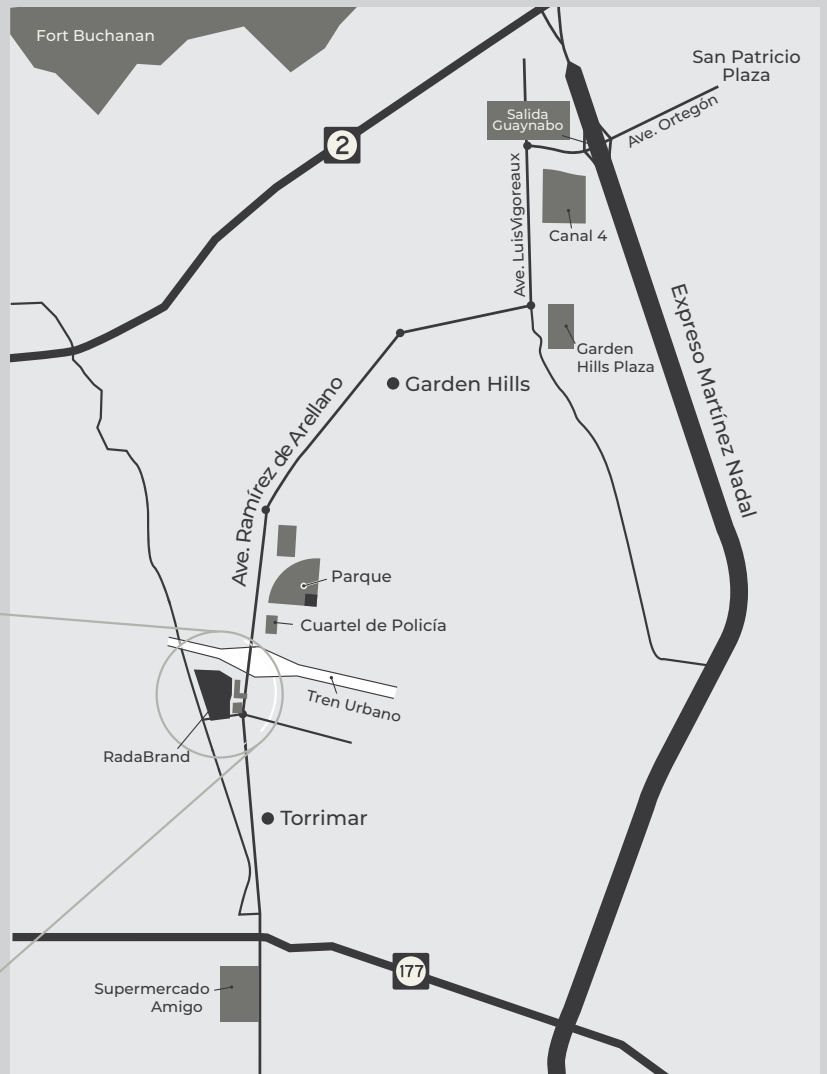 Fort Buchanan
San Patricio
Plaza
Salida
Guaynabo
Ave. Ortegón
2
Ave. LuisVigoreaux
Canal 4
Expreso Martínez Nadal
Garden
Hills Plaza
Garden Hills
Ave. Ramírez de Arellano
Parque
Cuartel de Policía
Tren Urbano
RadaBrand
Torrimar
177
Supermercado
Amigo